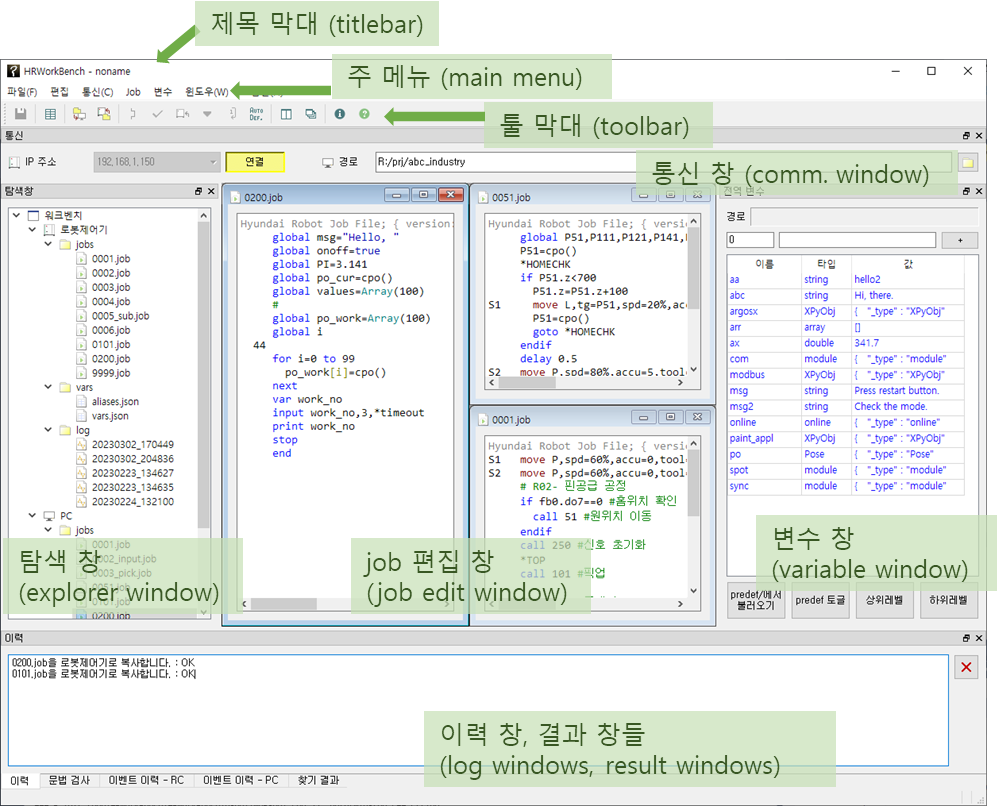 제목 막대 (titlebar)
HRWorkBench - noname
주 메뉴 (main menu)
파일(F) 편집 통신(C) Job 변수 윈도우(W)
AUTO
DEF.
툴 막대 (toolbar)
통신
IP 주소 192.168.1.150 연결 경로 R:/prj/abc_industry
통신 창 (comm. window)
탐색창
워크벤치
로봇제어기
jobs
0001.job
0002.job
0003.job
0004.job
0005_sub.job
0006.job
0101.job
0200.job
9999.job
vars
aliases.json
vars.json
log
20230302_170449
20230302_204836
20230223_134627
20230223_134635
20230224_132100
PC
jobs
0001.job
0002_input.job
0003_pick.job
0051.job
0101.job
0200.job
탐색 창
(explorer window)
0200.job
Hyundai Robot Job File; { version:
global msg="Hello, "
global onoff=true
global PI=3.141
global po_cur=cpo()
global values=Array(100)
#
global po_work=Array(100)
global i
44
for i=0 to 99
po_work[i]=cpo()
next
var work_no
input work_no,3,*timeout
print work_no
stop
end
job 편집 창
(job edit window)
0051.job
Hyundai Robot Job File; { versio
global P51,P111,P121,P141,
P51=cpo()
*HOMECHK
if P51.z<700
P51.z=P51.z+100
S1 move L,tg=P51,spd=20%,acc
P51=cpo()
goto *HOMECHK
endif
delay 0.5
S2 move P,spd=80%,accu=5,tool
0001.job
Hyundai Robot Job File; { versio
S1 move P,spd=60%,accu=0,tool
S2 move P,spd=60%,accu=0,tool
# R02- 핀공급 공정
if fb0.do7==0 #홈위치 확인
call 51 #원위치 이동
endif
call 250 #신호 초기화
*TOP
call 101 #픽업
전역 변수
경로
0 +
이름 타입 값
aa string hello2
abc string Hi, there.
argosx XPyObj { "_type" : "XPyObj"
arr array []
ax double 341.7
com module { "_type" : "module"
modbus XPyObj { "_type" : "XPyObj"
msg string Press restart button.
msg2 string Check the mode.
online online { "_type" : "online"
paint_appl XPyObj { "_type" : "XPyObj"
po Pose { "_type" : "Pose"
spot module { "_type" : "module"
sync module { "_type" : "module"
변수 창
(variable window)
predef/에서
불러오기 predef 토글 상위레벨 하위레벨
이력
0200.job을 로봇제어기로 복사합니다. : OK
0101.job을 로봇제어기로 복사합니다. : OK
이력 창, 결과 창들
(log windows, result windows)
이력 문법 검사 이벤트 이력 - RC 이벤트 이력 - PC 찾기 결과